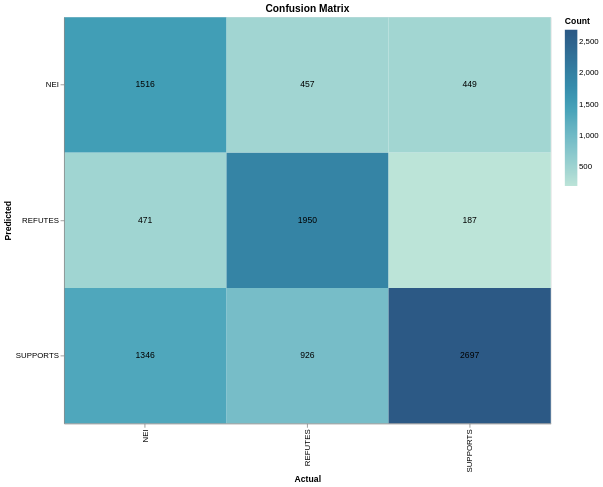 Confusion Matrix
Count
2,500
2,000
1,500
1,000
500
Predicted
NEI
1516
457
449
REFUTES
471
1950
187
SUPPORTS
1346
926
2697
NEI
REFUTES
SUPPORTS
Actual